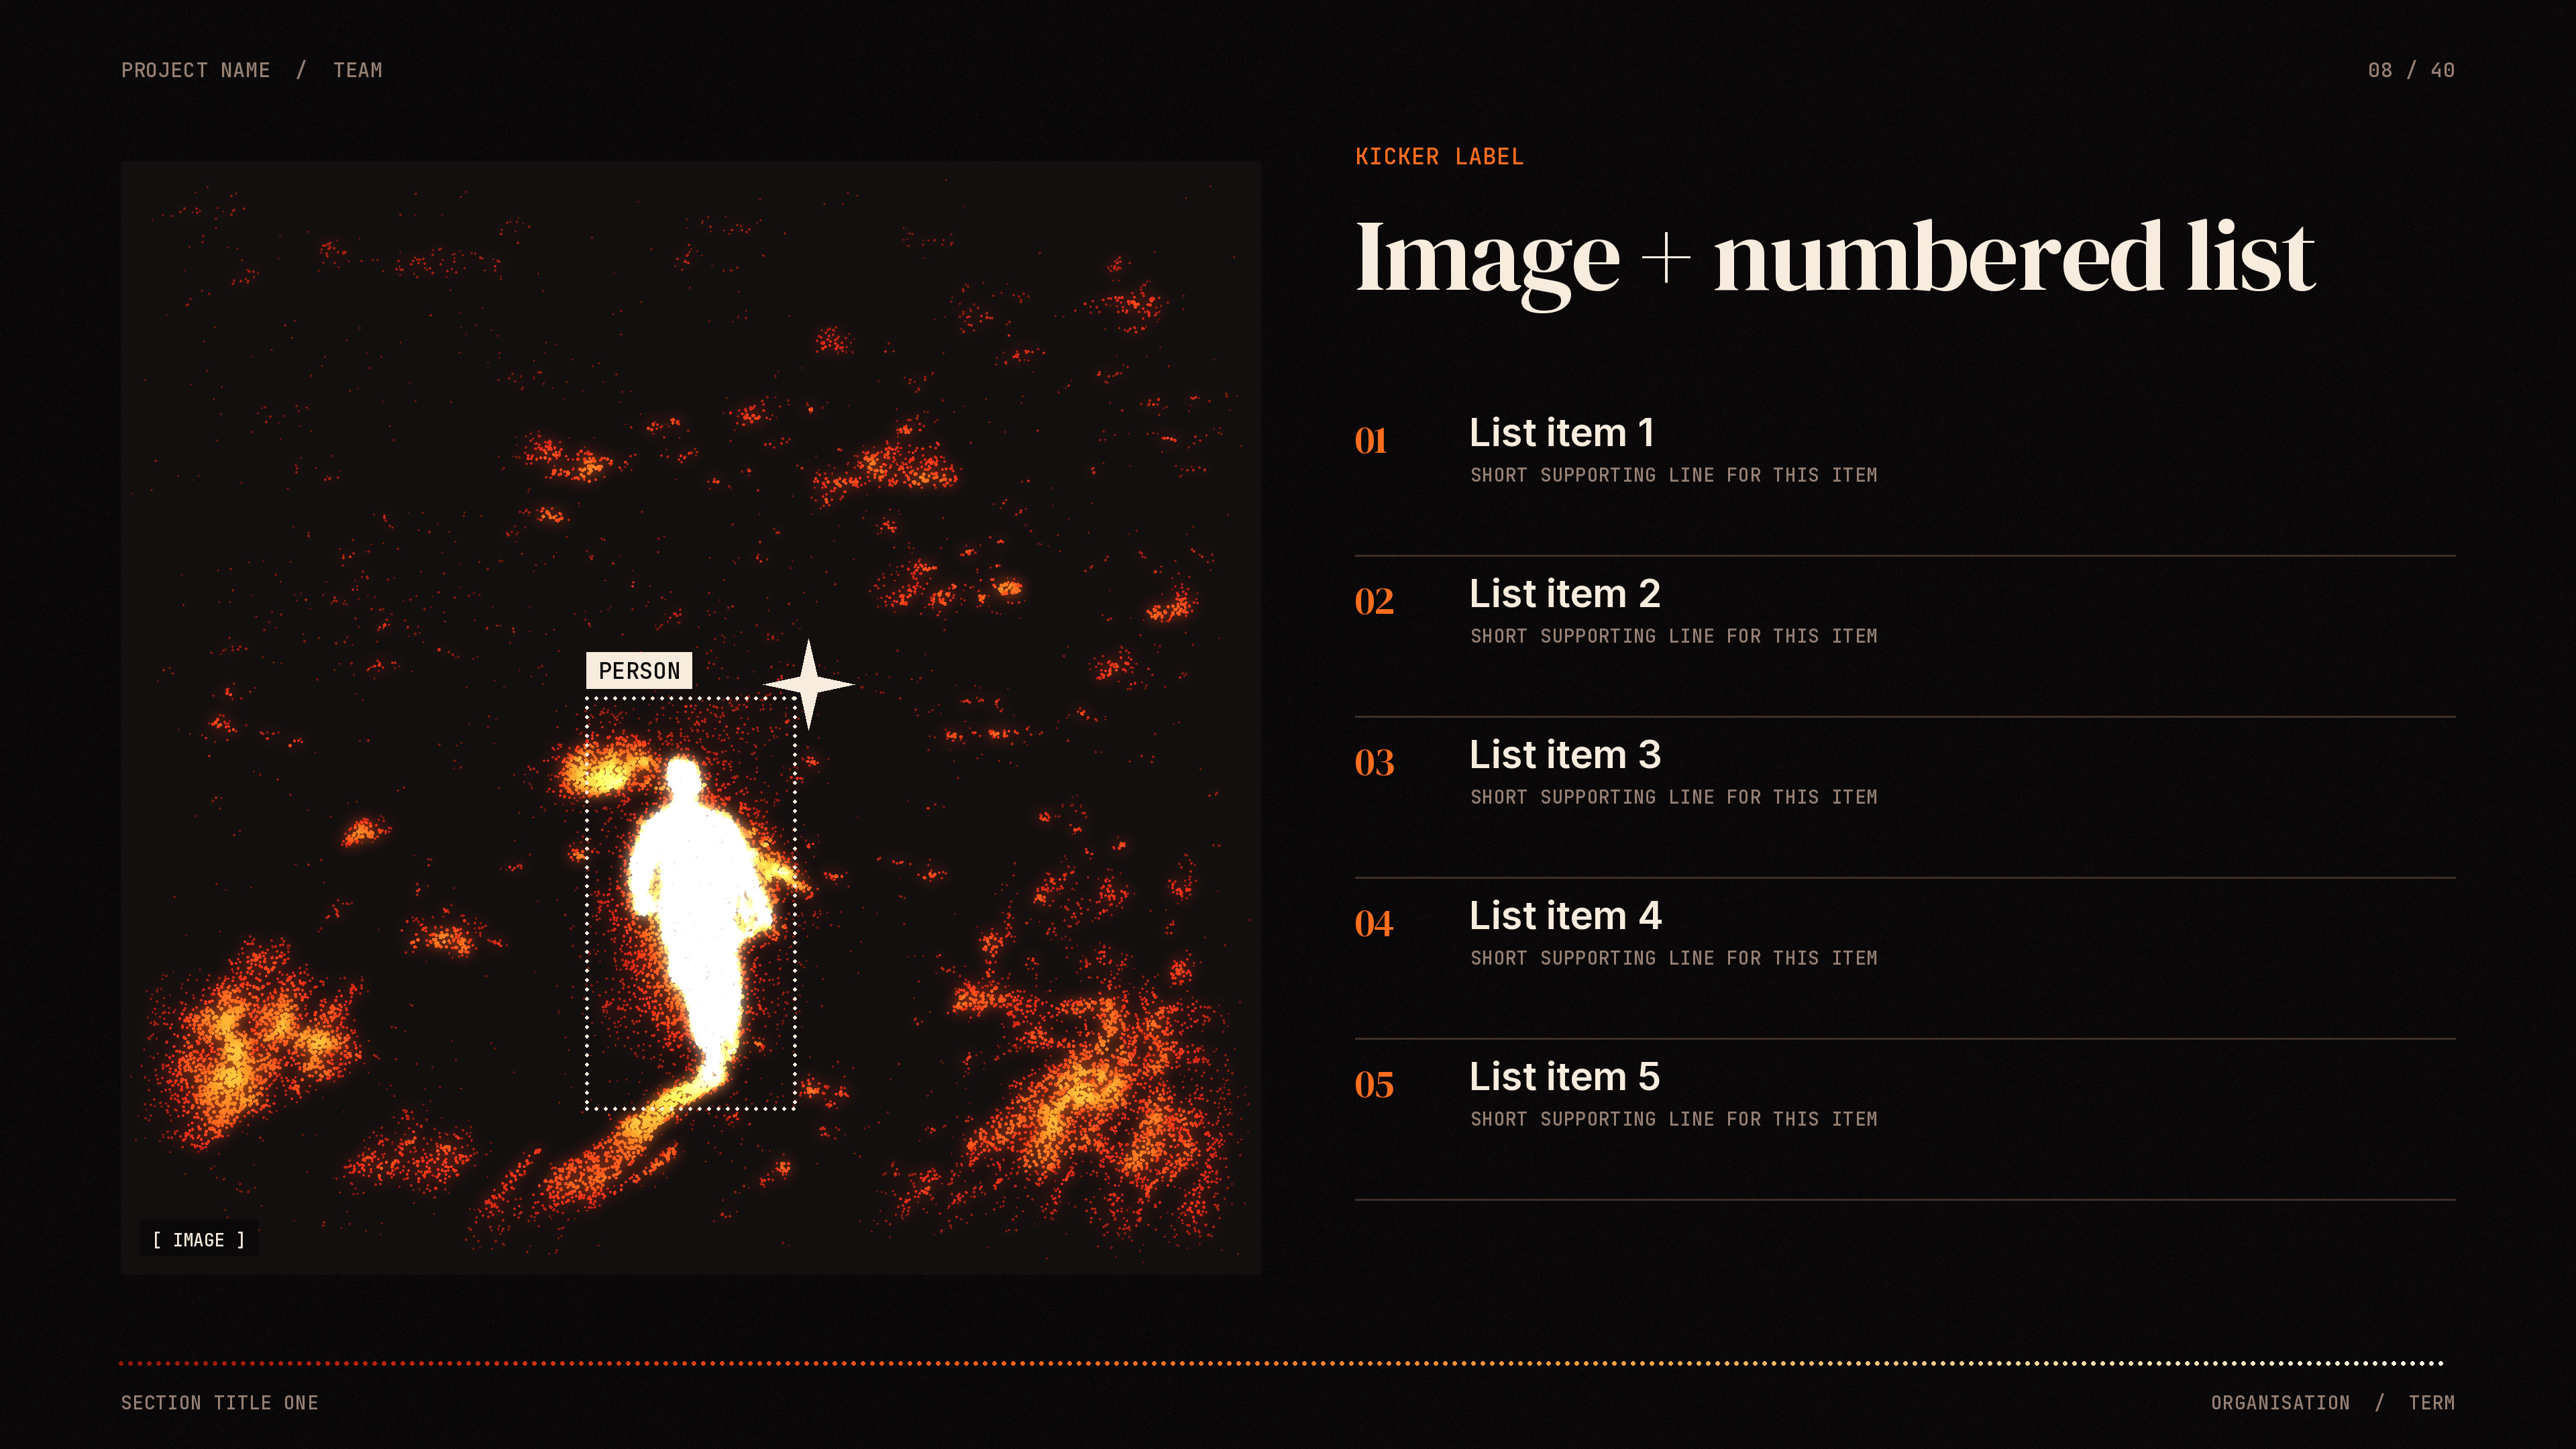 PROJECT NAME / TEAM
08 / 40
PERSON
[ IMAGE ]
KICKER LABEL
Image + numbered list
01 List item 1
SHORT SUPPORTING LINE FOR THIS ITEM
02 List item 2
SHORT SUPPORTING LINE FOR THIS ITEM
03 List item 3
SHORT SUPPORTING LINE FOR THIS ITEM
04 List item 4
SHORT SUPPORTING LINE FOR THIS ITEM
05 List item 5
SHORT SUPPORTING LINE FOR THIS ITEM
SECTION TITLE ONE
ORGANISATION / TERM